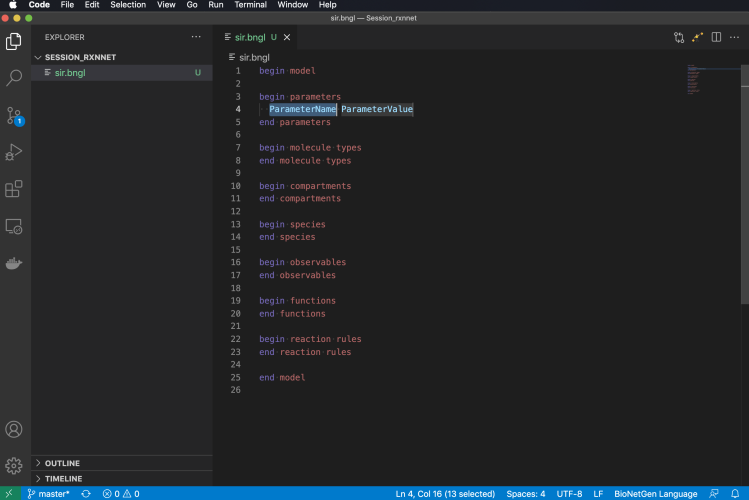 Code File Edit Selection View Go Run Terminal Window Help
sir.bngl — Session_rxnnet
EXPLORER
sir.bngl U
SESSION_RXNNET
sir.bngl U
sir.bngl
1 begin model
2
3 begin parameters
4 ParameterName ParameterValue
5 end parameters
6
7 begin molecule types
8 end molecule types
9
10 begin compartments
11 end compartments
12
13 begin species
14 end species
15
16 begin observables
17 end observables
18
19 begin functions
20 end functions
21
22 begin reaction rules
23 end reaction rules
24
25 end model
26
1
OUTLINE
TIMELINE
master* 0 0 Ln 4, Col 16 (13 selected) Spaces: 4 UTF-8 LF BioNetGen Language